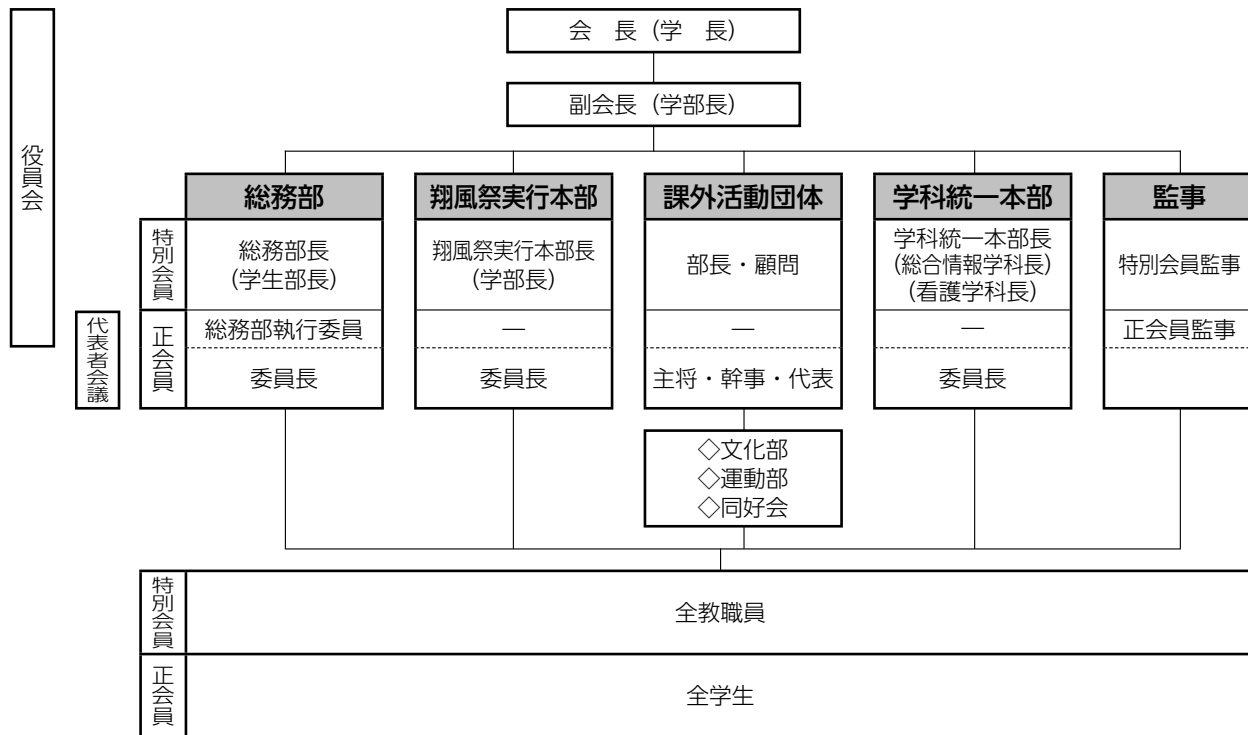 会　長（学　長）
副会長（学部長）
役員会
総務部
翔風祭実行本部
課外活動団体
学科統一本部
監事
特別会員
総務部長
(学生部長)
翔風祭実行本部長
(学部長)
部長・顧問
学科統一本部長
(総合情報学科長)
(看護学科長)
特別会員監事
代表者会議
正会員
総務部執行委員
—
—
—
正会員監事
委員長
委員長
主将・幹事・代表
委員長
◇文化部
◇運動部
◇同好会
特別会員
全教職員
正会員
全学生